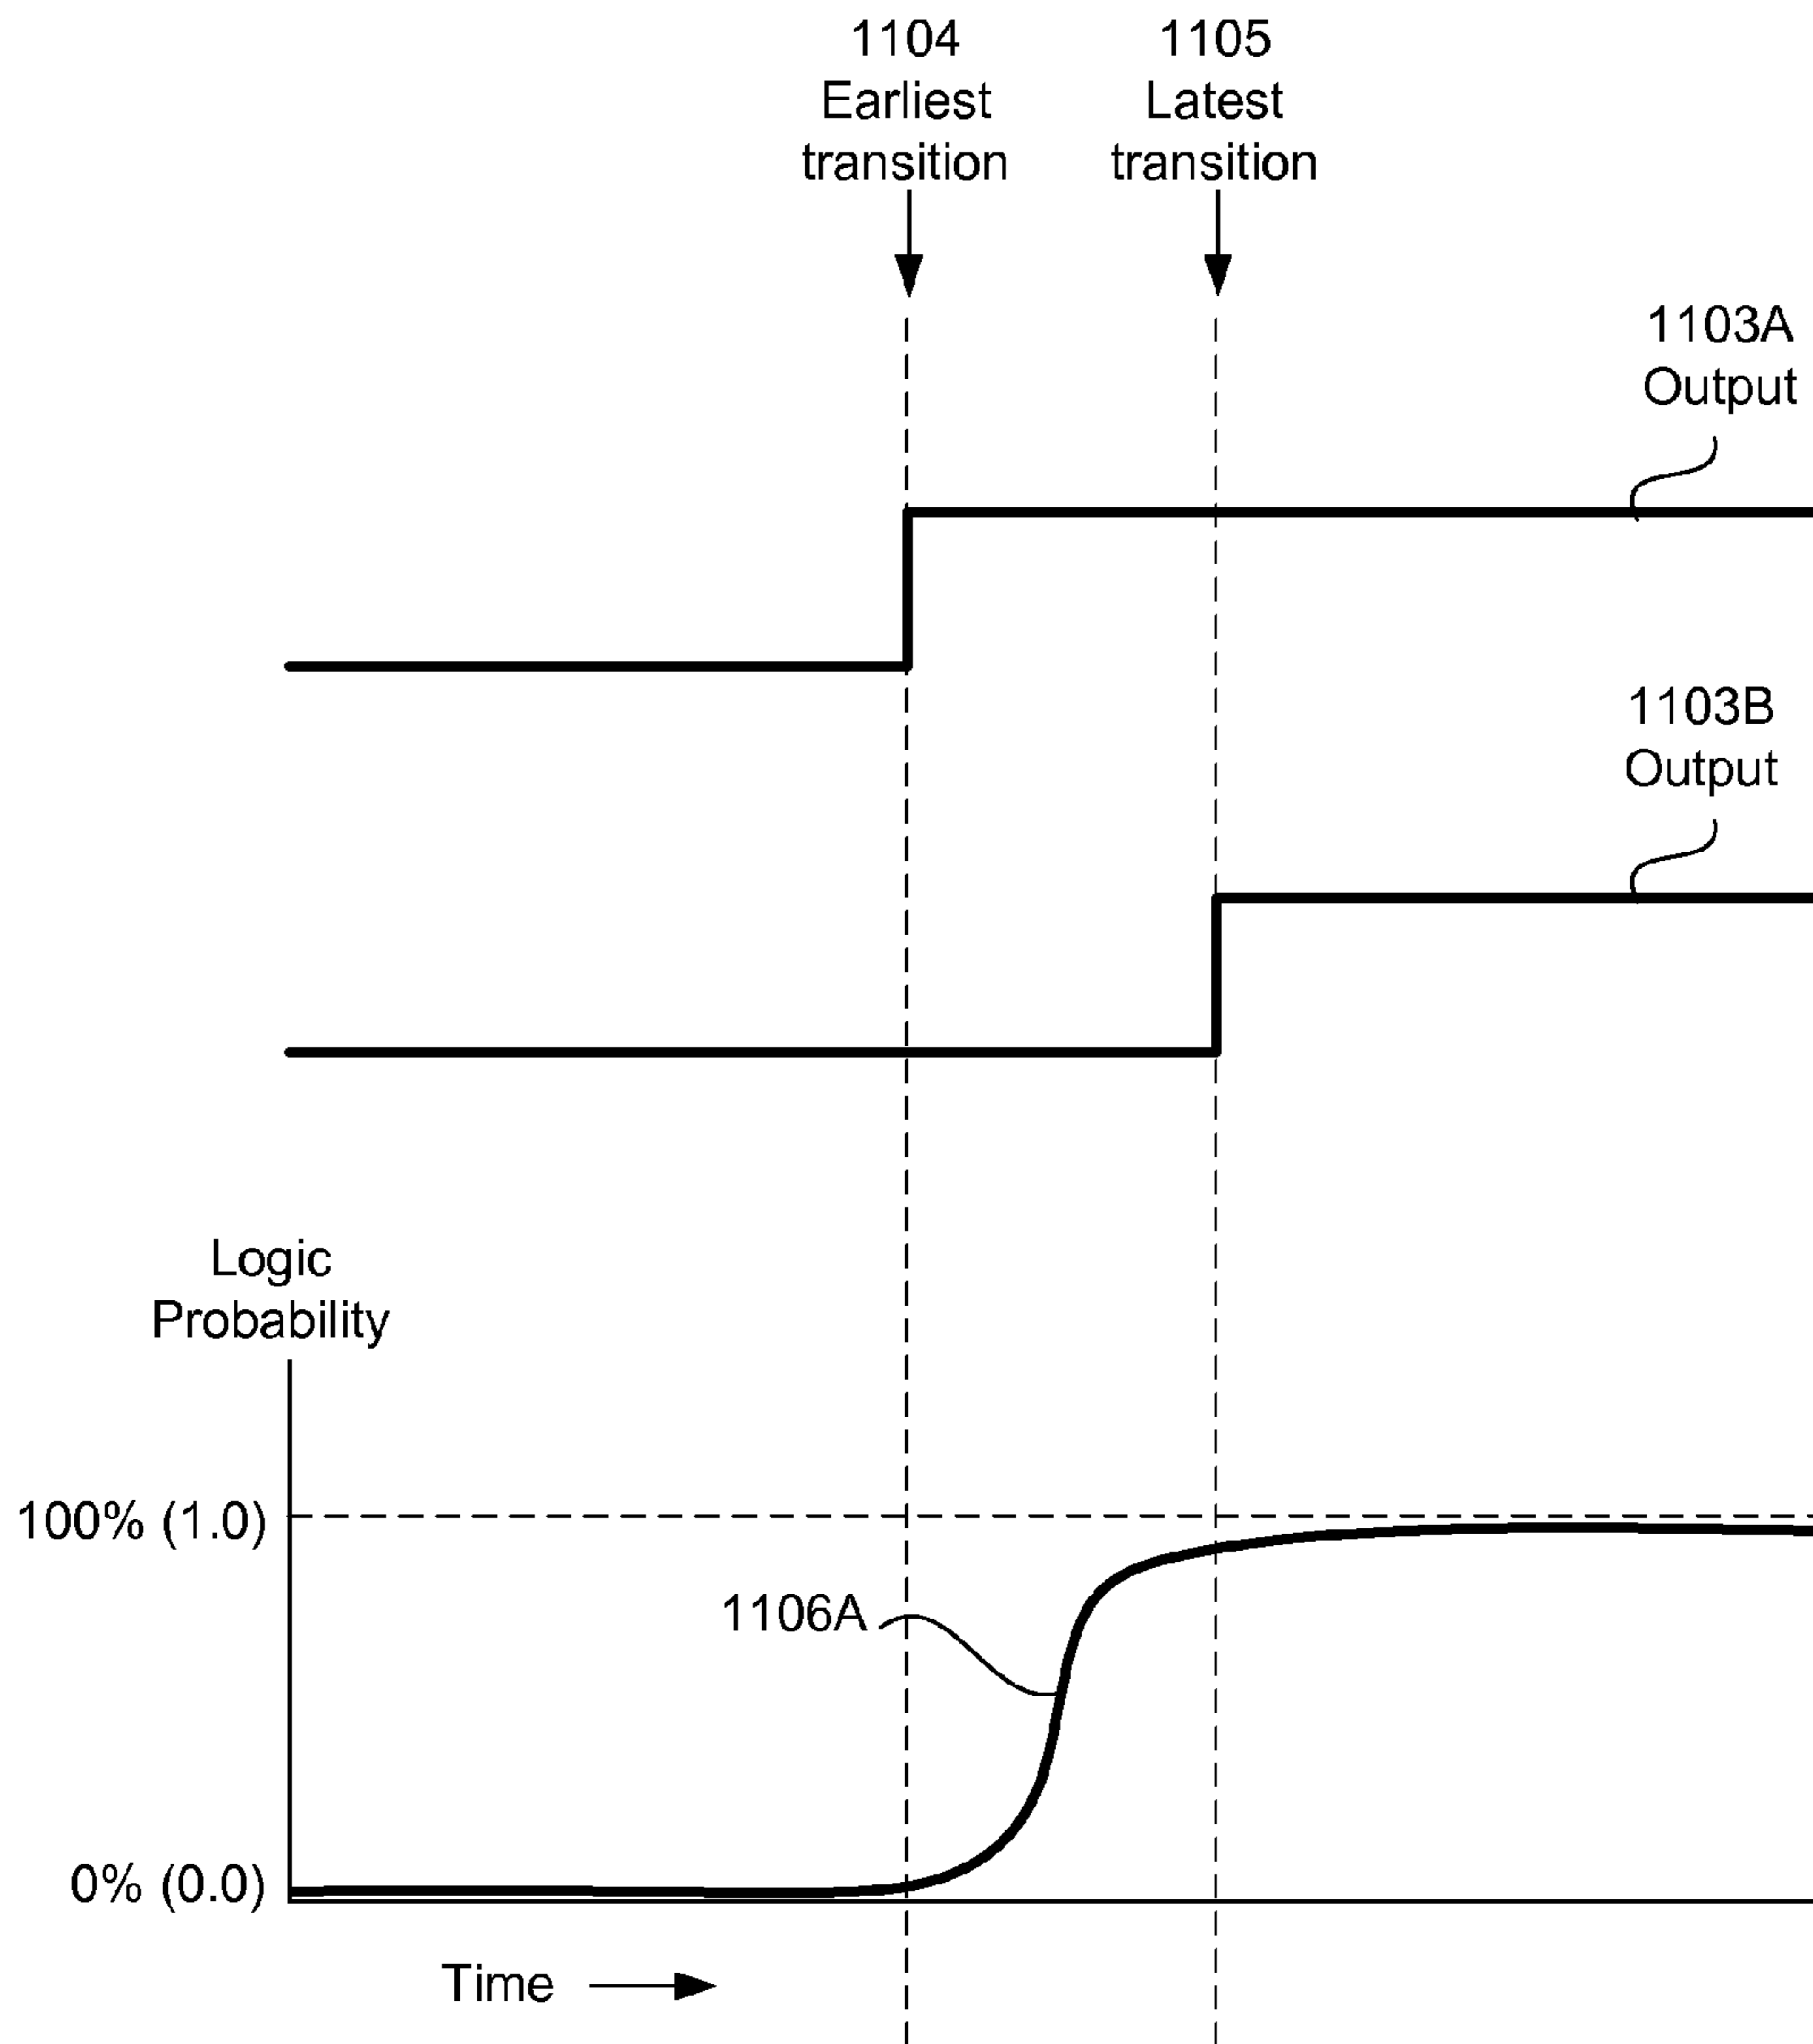 1104
Earliest
transition
1105
Latest
transition
1103A
Output
1103B
Output
Logic
Probability
100% (1.0)
1106A
0% (0.0)
Time